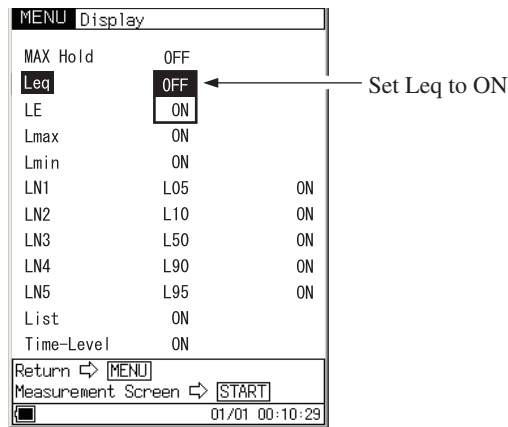 MENU Display
MAX Hold OFF
Leq OFF
Set Leq to ON
LE ON
Lmax ON
Lmin ON
LN1 L05 ON
LN2 L10 ON
LN3 L50 ON
LN4 L90 ON
LN5 L95 ON
List ON
Time-Level ON
Return ⇨ MENU
Measurement Screen ⇨ START
01/01 00:10:29